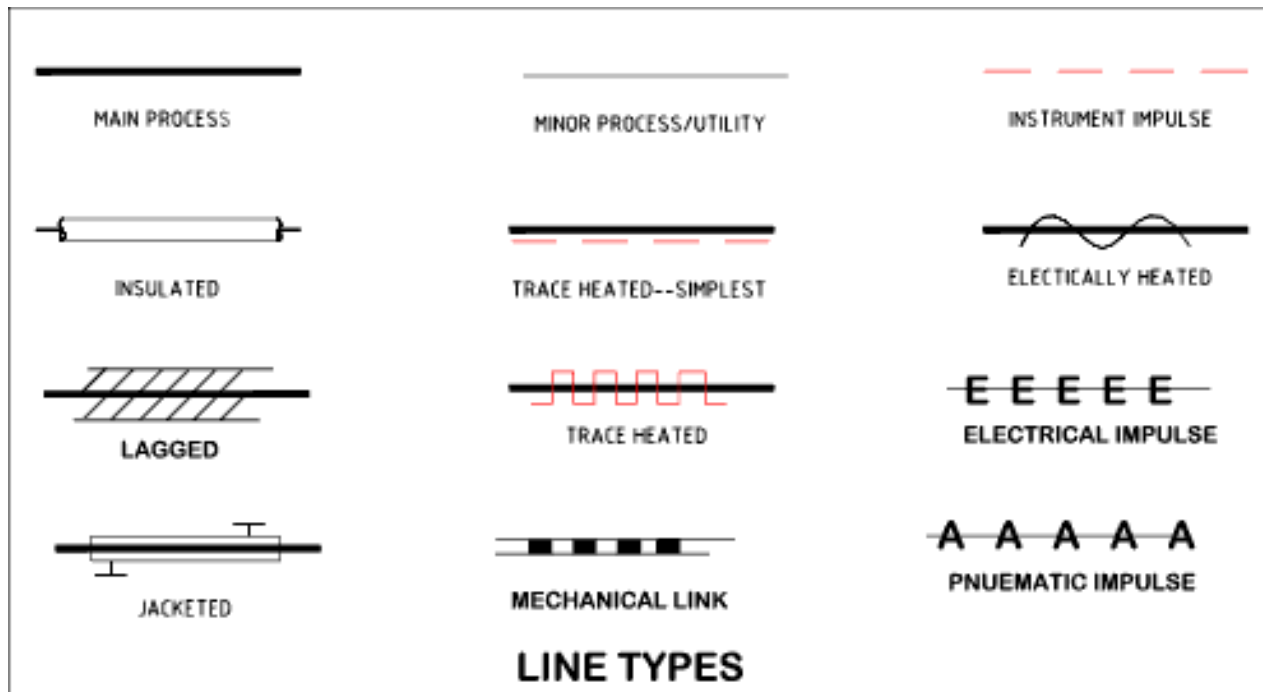 MAIN PROCESS
MINOR PROCESS/UTILITY
INSTRUMENT IMPULSE
INSULATED
TRACE HEATED--SIMPLEST
ELECTICALLY HEATED
LAGGED
TRACE HEATED
E E E E E
ELECTRICAL IMPULSE
JACKETED
MECHANICAL LINK
A A A A A
PNUEMATIC IMPULSE
LINE TYPES